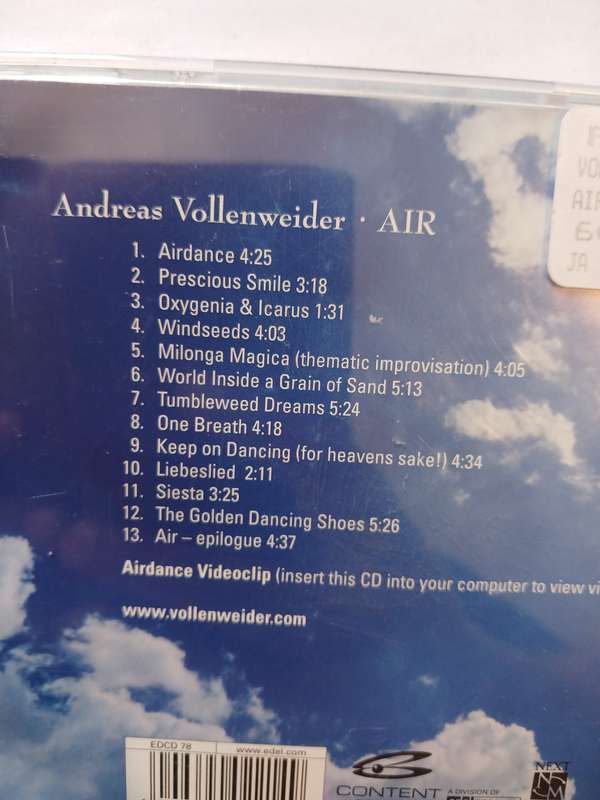 Andreas Vollenweider · AIR
1. Airdance 4:25
2. Prescious Smile 3:18
3. Oxygenia & Icarus 1:31
4. Windseeds 4:03
5. Milonga Magica (thematic improvisation) 4:05
6. World Inside a Grain of Sand 5:13
7. Tumbleweed Dreams 5:24
8. One Breath 4:18
9. Keep on Dancing (for heavens sake!) 4:34
10. Liebeslied 2:11
11. Siesta 3:25
12. The Golden Dancing Shoes 5:26
13. Air – epilogue 4:37
Airdance Videoclip (insert this CD into your computer to view
www.vollenweider.com
AIR
JA
EDCD 78
www.edel.com
CONTENT
A DIVISION OF
NEXT